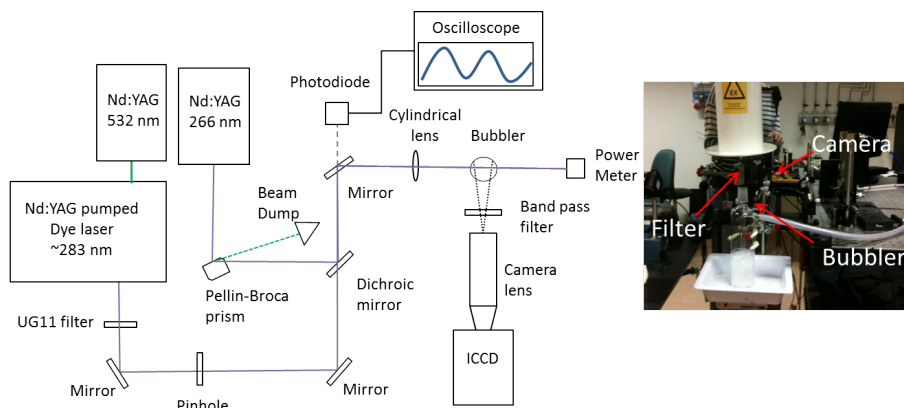 Oscilloscope
Photodiode
Nd:YAG
532 nm
Nd:YAG
266 nm
Cylindrical
lens
Bubbler
Power
Meter
Mirror
Nd:YAG pumped
Dye laser
~283 nm
Beam
Dump
Band pass
filter
Pellin-Broca
prism
Dichroic
mirror
Camera
lens
UG11 filter
ICCD
Mirror
Pinhole
Mirror
EX
Camera
Filter
Bubbler